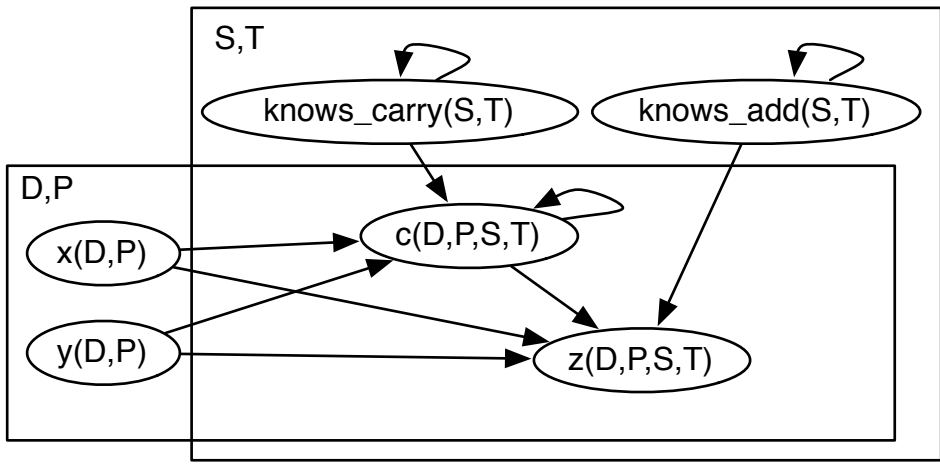 S,T
knows_carry(S,T)
knows_add(S,T)
D,P
x(D,P)
c(D,P,S,T)
y(D,P)
z(D,P,S,T)